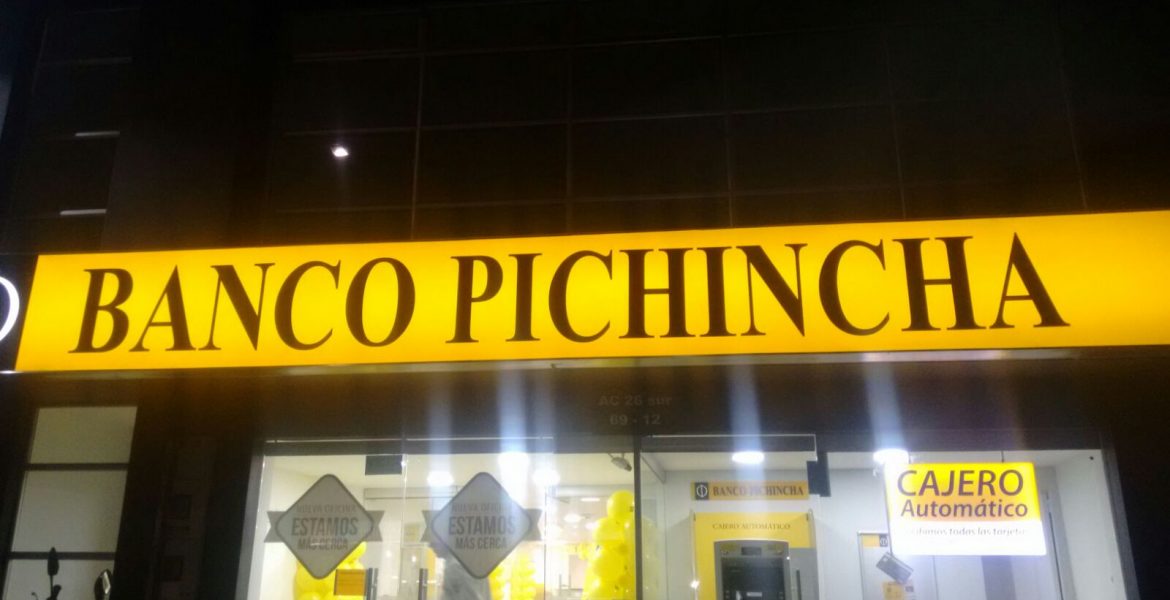 BANCO PICHINCHA
AC 26 sur
69 - 12
NUEVA OFICINA
ESTAMOS
MÁS CERCA
NUEVA OFICINA
ESTAMOS
MÁS CERCA
BANCO PICHINCHA
CAJERO AUTOMÁTICO
CAJERO
Automático
todas las tarjetas